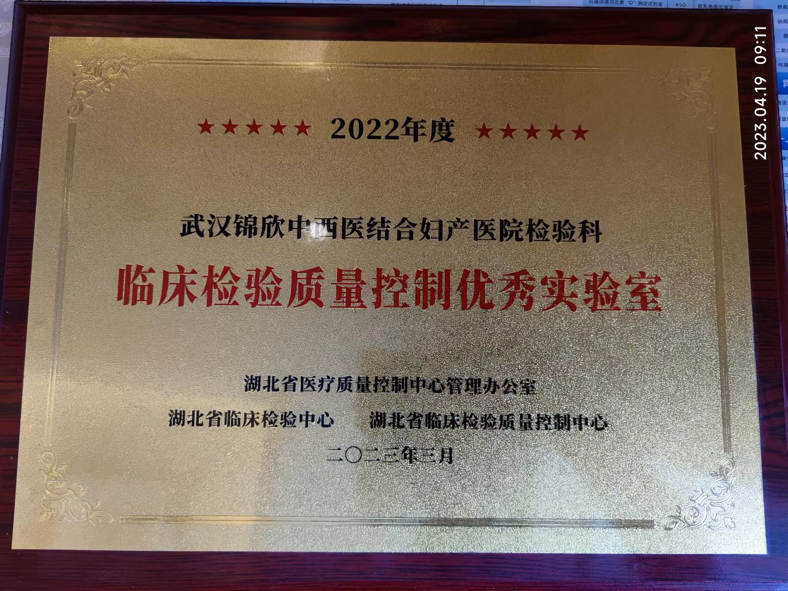 ★★★★★ 2022年度 ★★★★★
武汉锦欣中西医结合妇产医院检验科
临床检验质量控制优秀实验室
湖北省医疗质量控制中心管理办公室
湖北省临床检验中心 湖北省临床检验质量控制中心
二〇二三年三月
2023.04.19 09:11